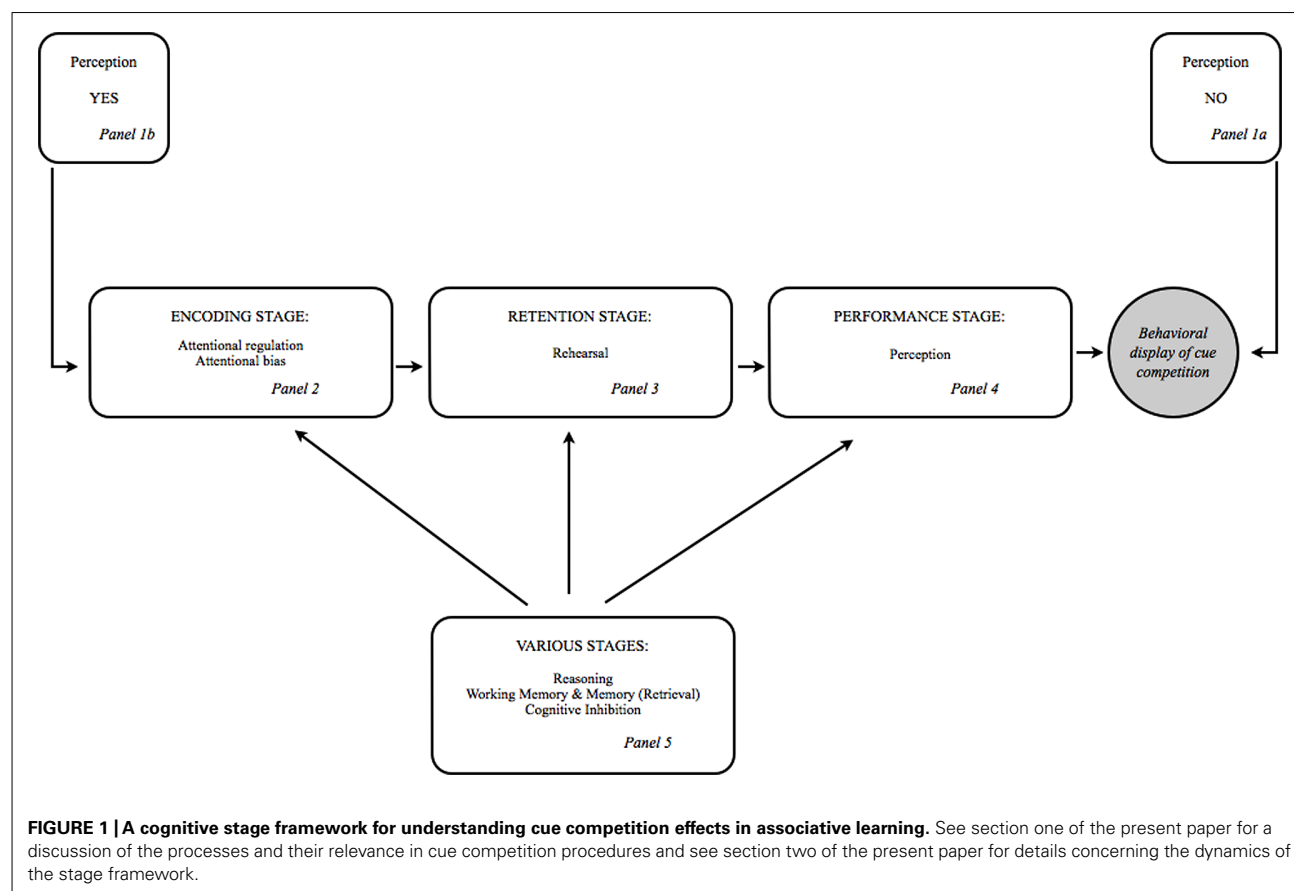 Perception
YES
Panel 1b
Perception
NO
Panel 1a
ENCODING STAGE:
Attentional regulation
Attentional bias
Panel 2
RETENTION STAGE:
Rehearsal
Panel 3
PERFORMANCE STAGE:
Perception
Panel 4
Behavioral
display of cue
competition
VARIOUS STAGES:
Reasoning
Working Memory & Memory (Retrieval)
Cognitive Inhibition
Panel 5
FIGURE 1 | A cognitive stage framework for understanding cue competition effects in associative learning. See section one of the present paper for a
discussion of the processes and their relevance in cue competition procedures and see section two of the present paper for details concerning the dynamics of
the stage framework.